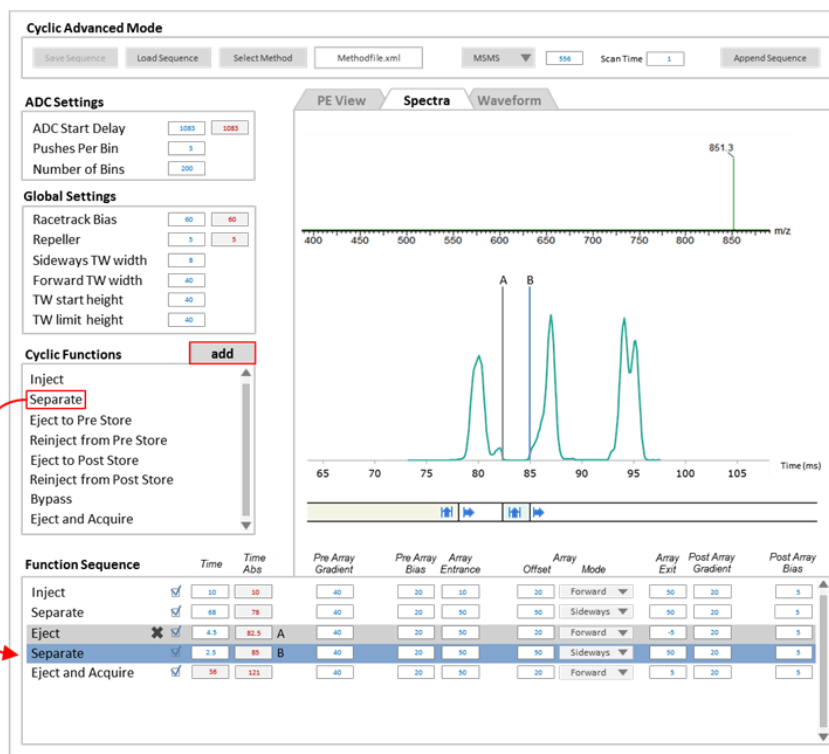 Cyclic Advanced Mode
Save Sequence Load Sequence Select Method Methodfile.xml MSMS 556 Scan Time 1 Append Sequence
ADC Settings
PE View Spectra Waveform
ADC Start Delay 1083 1083
Pushes Per Bin 3
Number of Bins 200
851.3
Global Settings
Racetrack Bias 60 60
Repeller 5 5
Sideways TW width 8
Forward TW width 40
TW start height 40
TW limit height 40
400 450 500 550 600 650 700 750 800 850 m/z
A B
Cyclic Functions add
Inject
Separate
Eject to Pre Store
Reinject from Pre Store
Eject to Post Store
Reinject from Post Store
Bypass
Eject and Acquire
65 70 75 80 85 90 95 100 105 Time (ms)
Function Sequence Time Time Abs Pre Array Gradient Pre Array Bias Array Entrance Array Offset Mode Array Exit Post Array Gradient Post Array Bias
Inject 10 10 40 20 10 20 Forward 50 20 5
Separate 68 78 40 20 50 50 Sideways 50 20 5
Eject 4.5 82.5 A 40 20 50 20 Forward -5 20 5
Separate 2.5 85 B 40 20 50 50 Sideways 50 20 5
Eject and Acquire 36 121 40 20 50 20 Forward 5 20 5